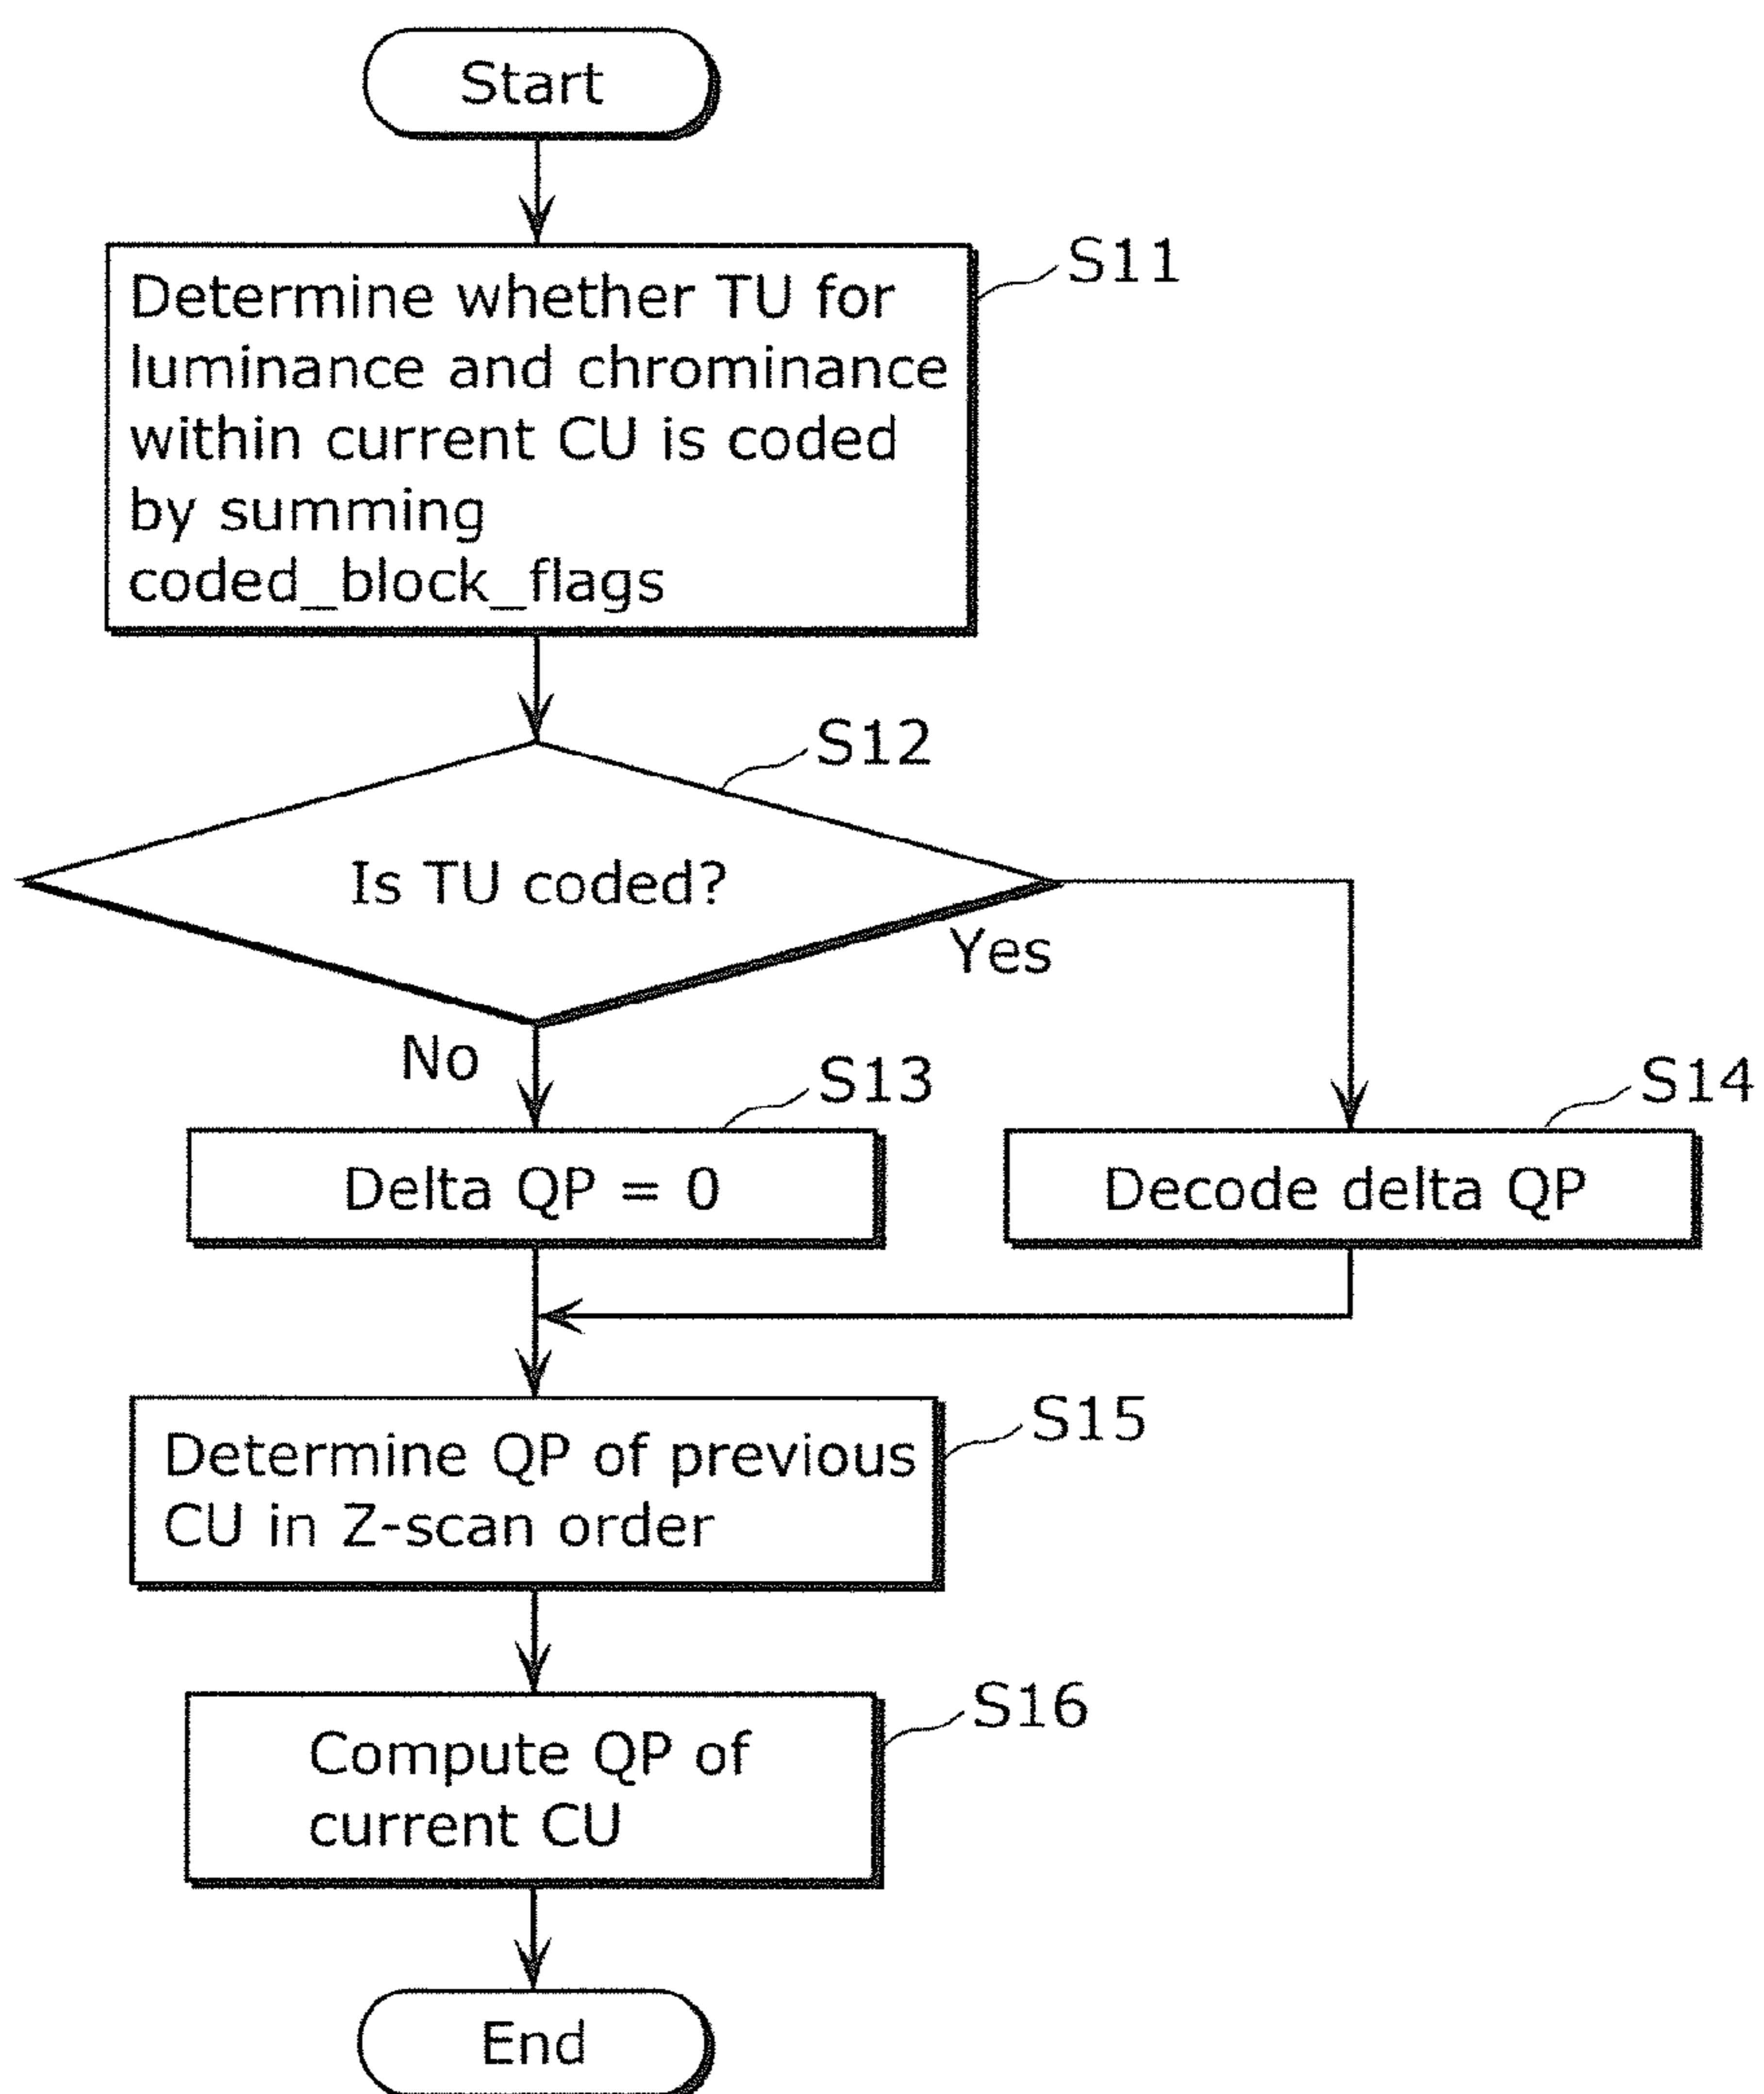 Start
S11
Determine whether TU for
luminance and chrominance
within current CU is coded
by summing
coded_block_flags
S12
Is TU coded?
Yes
No
S13
S14
Delta QP = 0
Decode delta QP
S15
Determine QP of previous
CU in Z-scan order
S16
Compute QP of
current CU
End